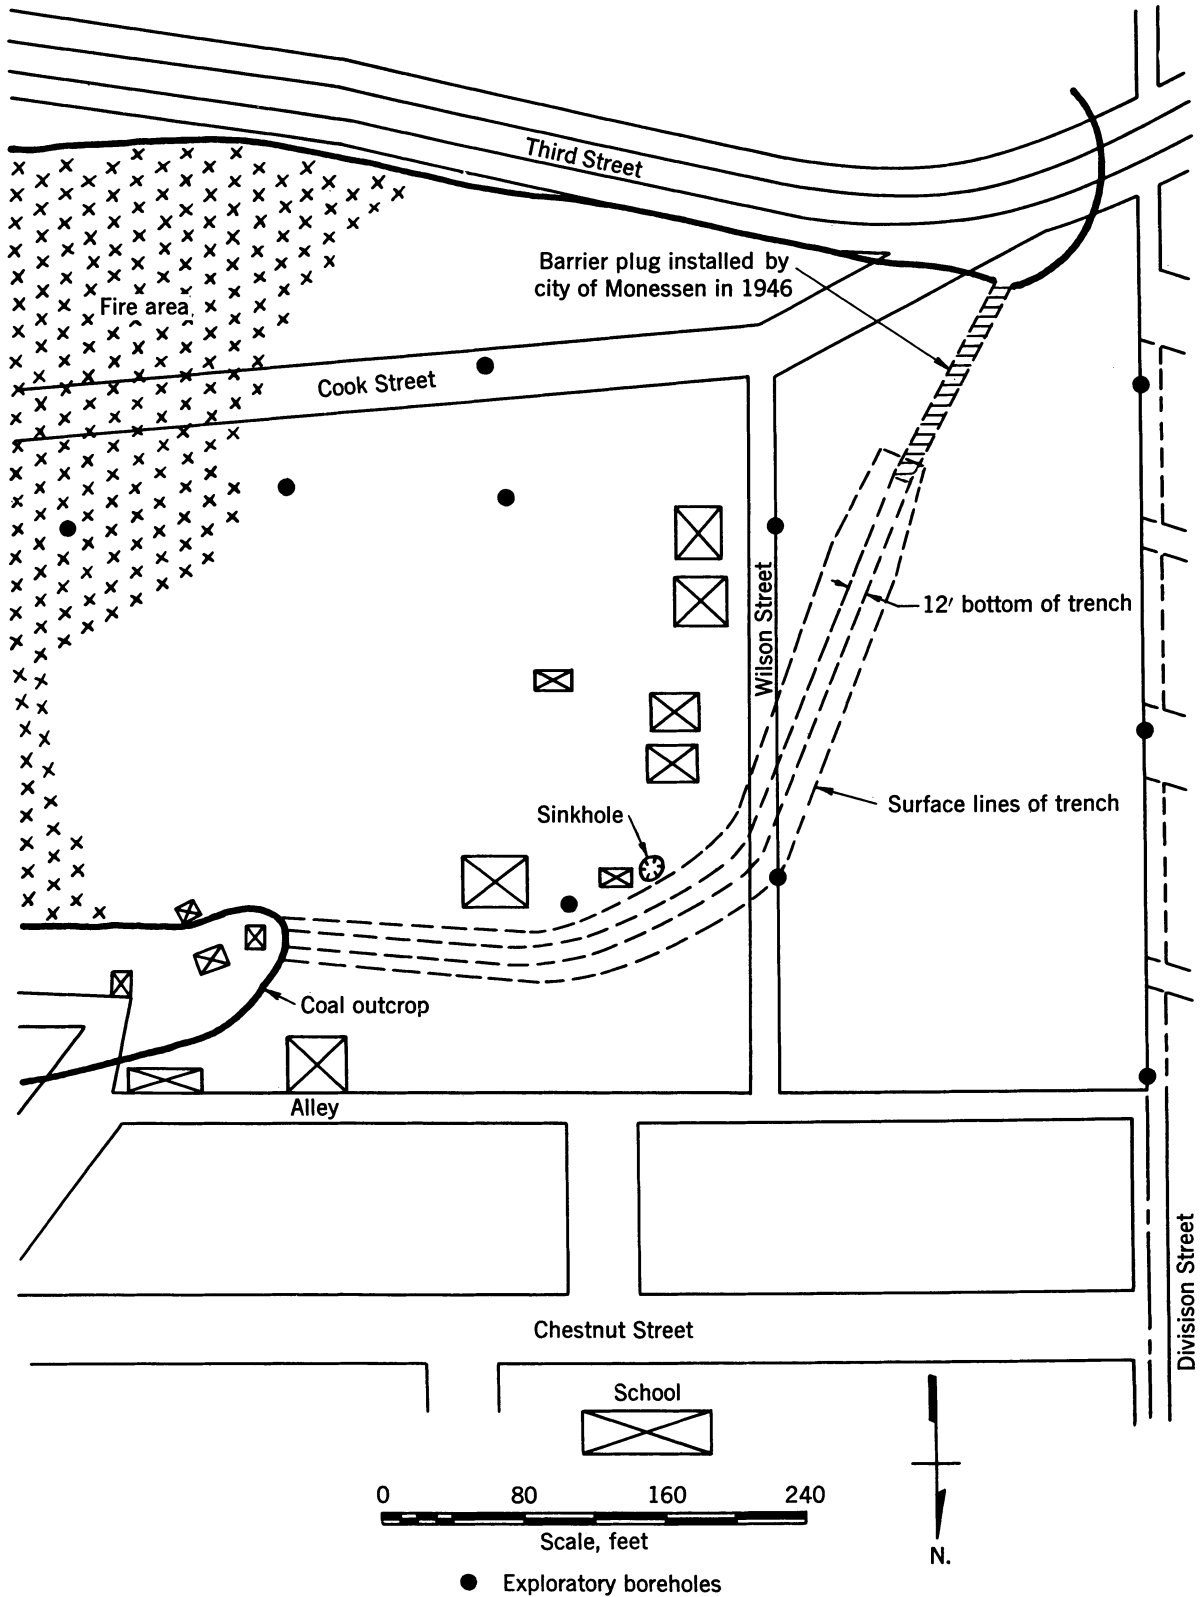 Third Street
Barrier plug installed by
city of Monessen in 1946
Fire area
Cook Street
12′ bottom of trench
Wilson Street
Surface lines of trench
Sinkhole
Coal outcrop
Alley
Divisison Street
Chestnut Street
School
0 80 160 240
Scale, feet
N.
Exploratory boreholes